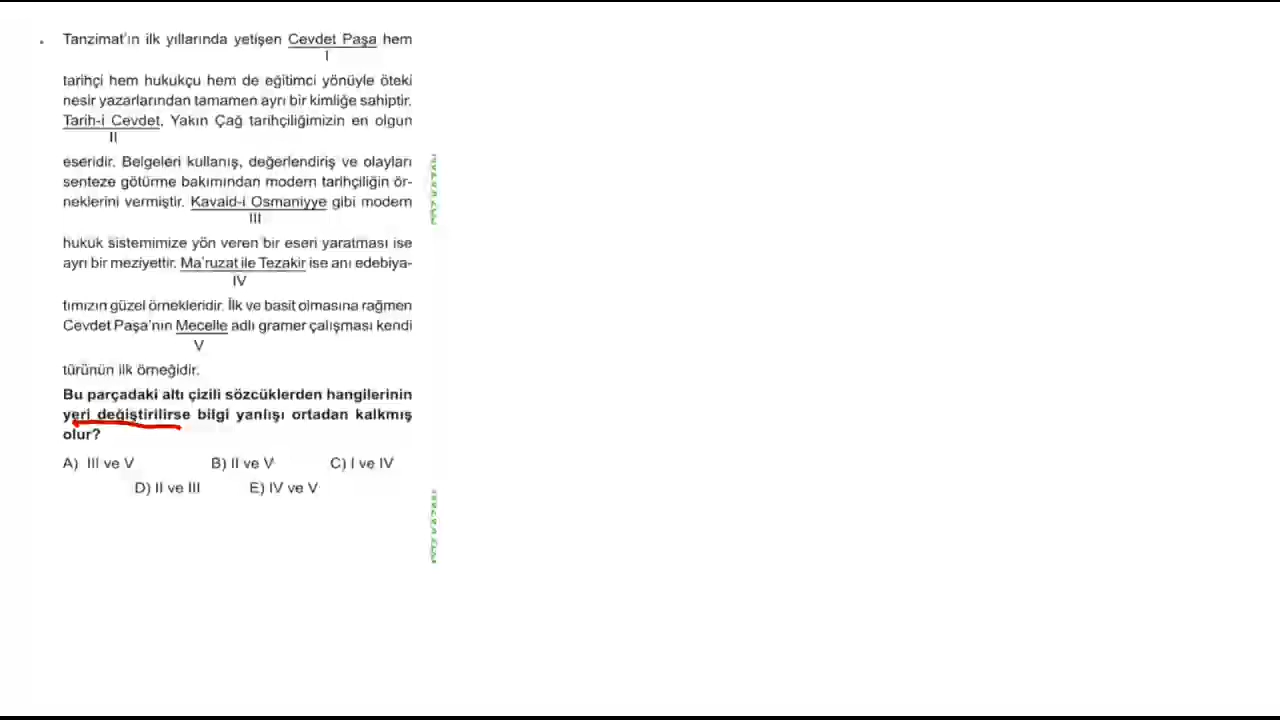 . Tanzimat'ın ilk yıllarında yetişen Cevdet Paşa hem
I
tarihçi hem hukukçu hem de eğitimci yönüyle öteki
nesir yazarlarından tamamen ayrı bir kimliğe sahiptir.
Tarih-i Cevdet, Yakın Çağ tarihçiliğimizin en olgun
II
eseridir. Belgeleri kullanış, değerlendiriş ve olayları
senteze götürme bakımından modern tarihçiliğin ör-
neklerini vermiştir. Kavaid-i Osmaniyye gibi modern
III
hukuk sistemimize yön veren bir eseri yaratması ise
ayrı bir meziyettir. Ma'ruzat ile Tezakir ise anı edebiya-
IV
tımızın güzel örnekleridir. İlk ve basit olmasına rağmen
Cevdet Paşa'nın Mecelle adlı gramer çalışması kendi
V
türünün ilk örneğidir.
Bu parçadaki altı çizili sözcüklerden hangilerinin
yeri değiştirilirse bilgi yanlışı ortadan kalkmış
olur?
A) III ve V B) II ve V C) I ve IV
D) II ve III E) IV ve V